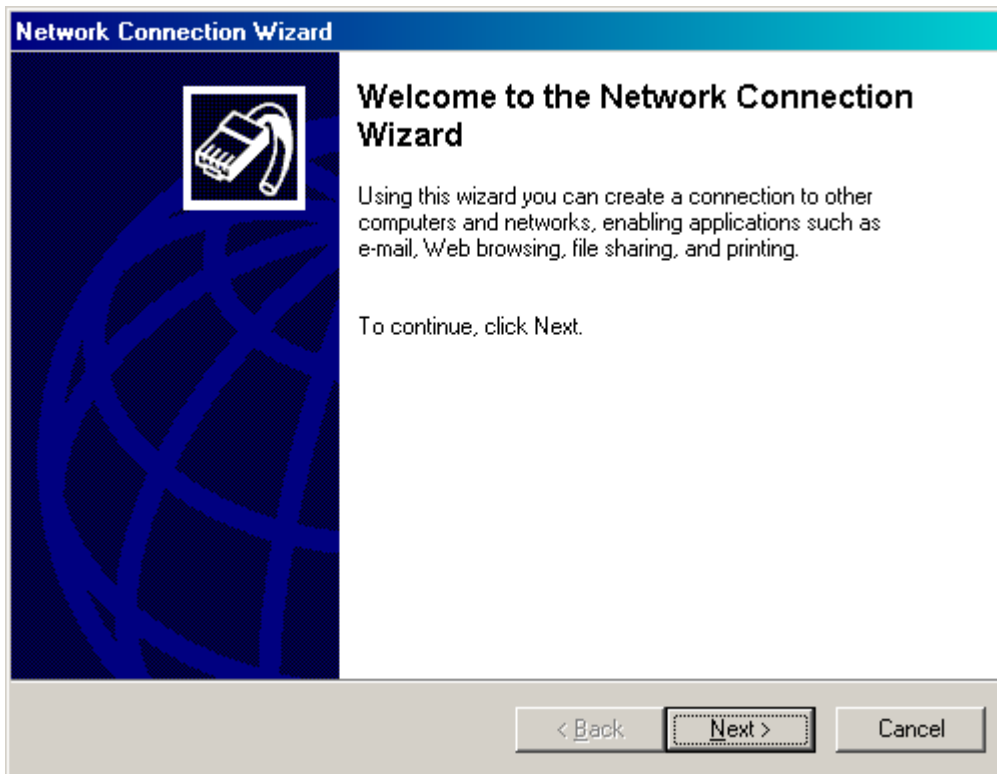 Network Connection Wizard
Welcome to the Network Connection
Wizard
Using this wizard you can create a connection to other
computers and networks, enabling applications such as
e-mail, Web browsing, file sharing, and printing.
To continue, click Next.
< Back
Next >
Cancel